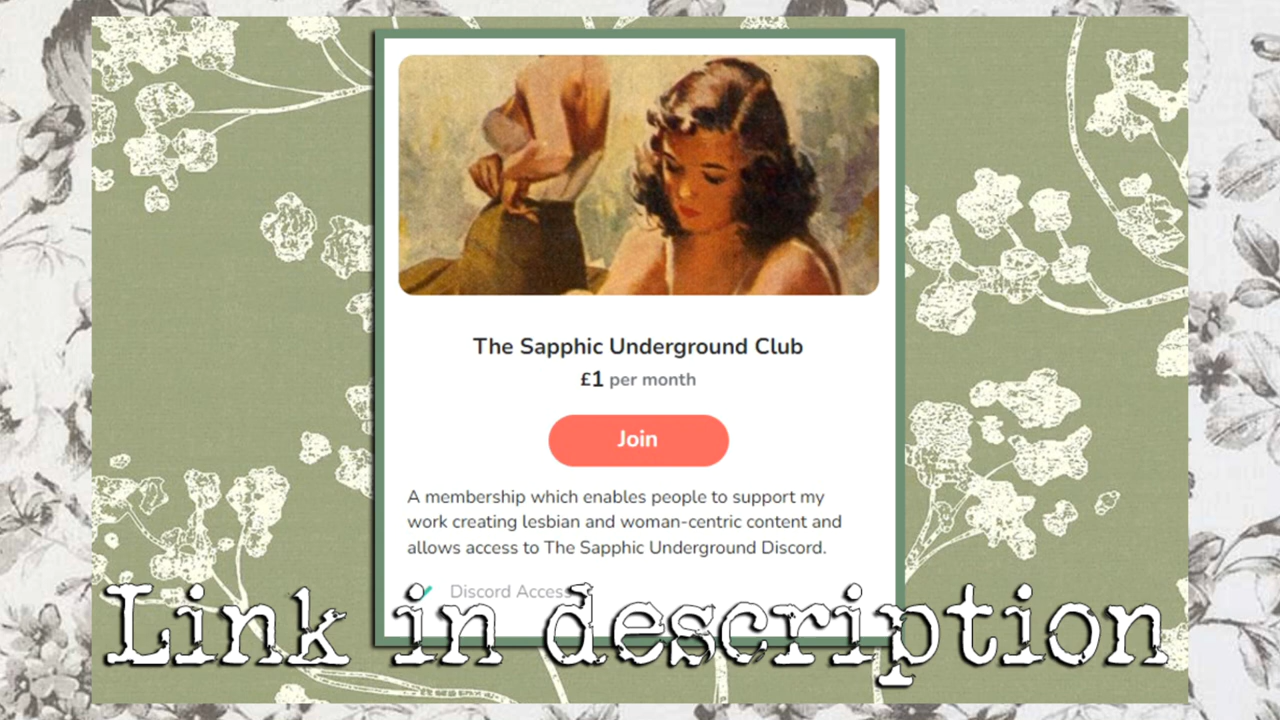 The Sapphic Underground Club
£1 per month
Join
A membership which enables people to support my
work creating lesbian and woman-centric content and
allows access to The Sapphic Underground Discord.
Discord Access
Link in description